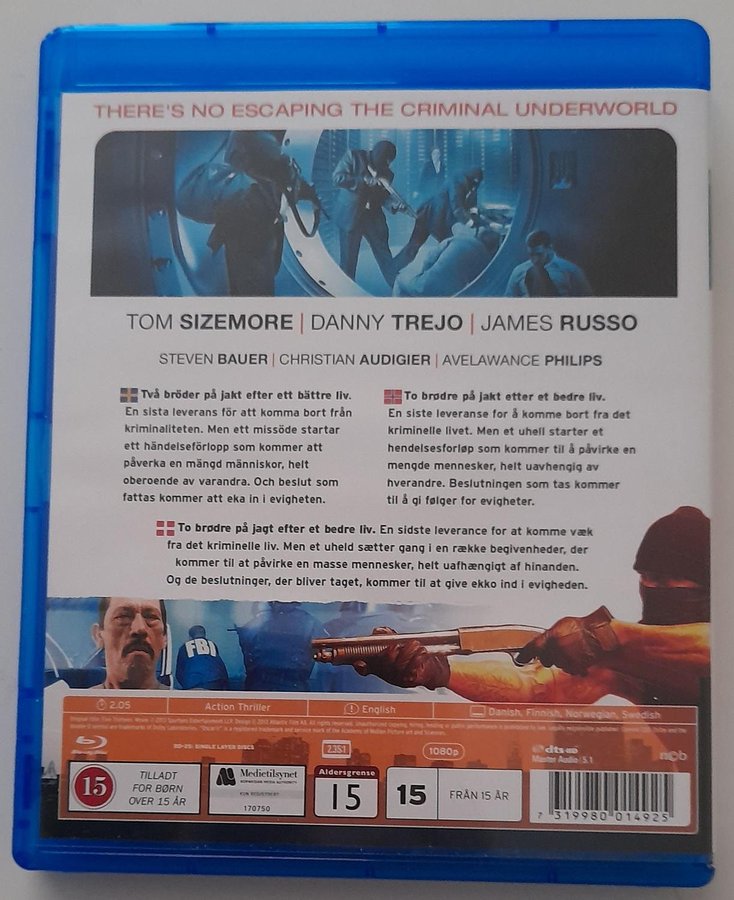 THERE'S NO ESCAPING THE CRIMINAL UNDERWORLD
TOM SIZEMORE | DANNY TREJO | JAMES RUSSO
STEVEN BAUER | CHRISTIAN AUDIGIER | AVELAWANCE PHILIPS
Två bröder på jakt efter ett bättre liv.
En sista leverans för att komma bort från
kriminaliteten. Men ett missöde startar
ett händelseförlopp som kommer att
påverka en mängd människor, helt
oberoende av varandra. Och beslut som
fattas kommer att eka in i evigheten.
To brødre på jakt etter et bedre liv.
En siste leveranse for å komme bort fra det
kriminelle livet. Men et uhell starter et
hendelsesforløp som kommer til å påvirke en
mengde mennesker, helt uavhengig av
hverandre. Beslutningen som tas kommer
til å gi følger for evigheter.
To brødre på jagt efter et bedre liv. En sidste leverance for at komme væk
fra det kriminelle liv. Men et uheld sætter gang i en række begivenheder, der
kommer til at påvirke en masse mennesker, helt uafhængigt af hinanden.
Og de beslutninger, der bliver taget, kommer til at give ekko ind i evigheden.
FBI
2.05
Action Thriller
English
Danish, Finnish, Norwegian, Swedish
Blu-ray Disc
BD-25: SINGLE LAYER DISCS
2.35:1
1080p
dts-HD
Master Audio | 5.1
ncb
15
TILLADT
FOR BØRN
OVER 15 ÅR
Medietilsynet
NORWEGIAN MEDIA AUTHORITY
KUN REGISTRERT
170750
Aldersgrense
15
15
FRÅN 15 ÅR
7 319980 014925